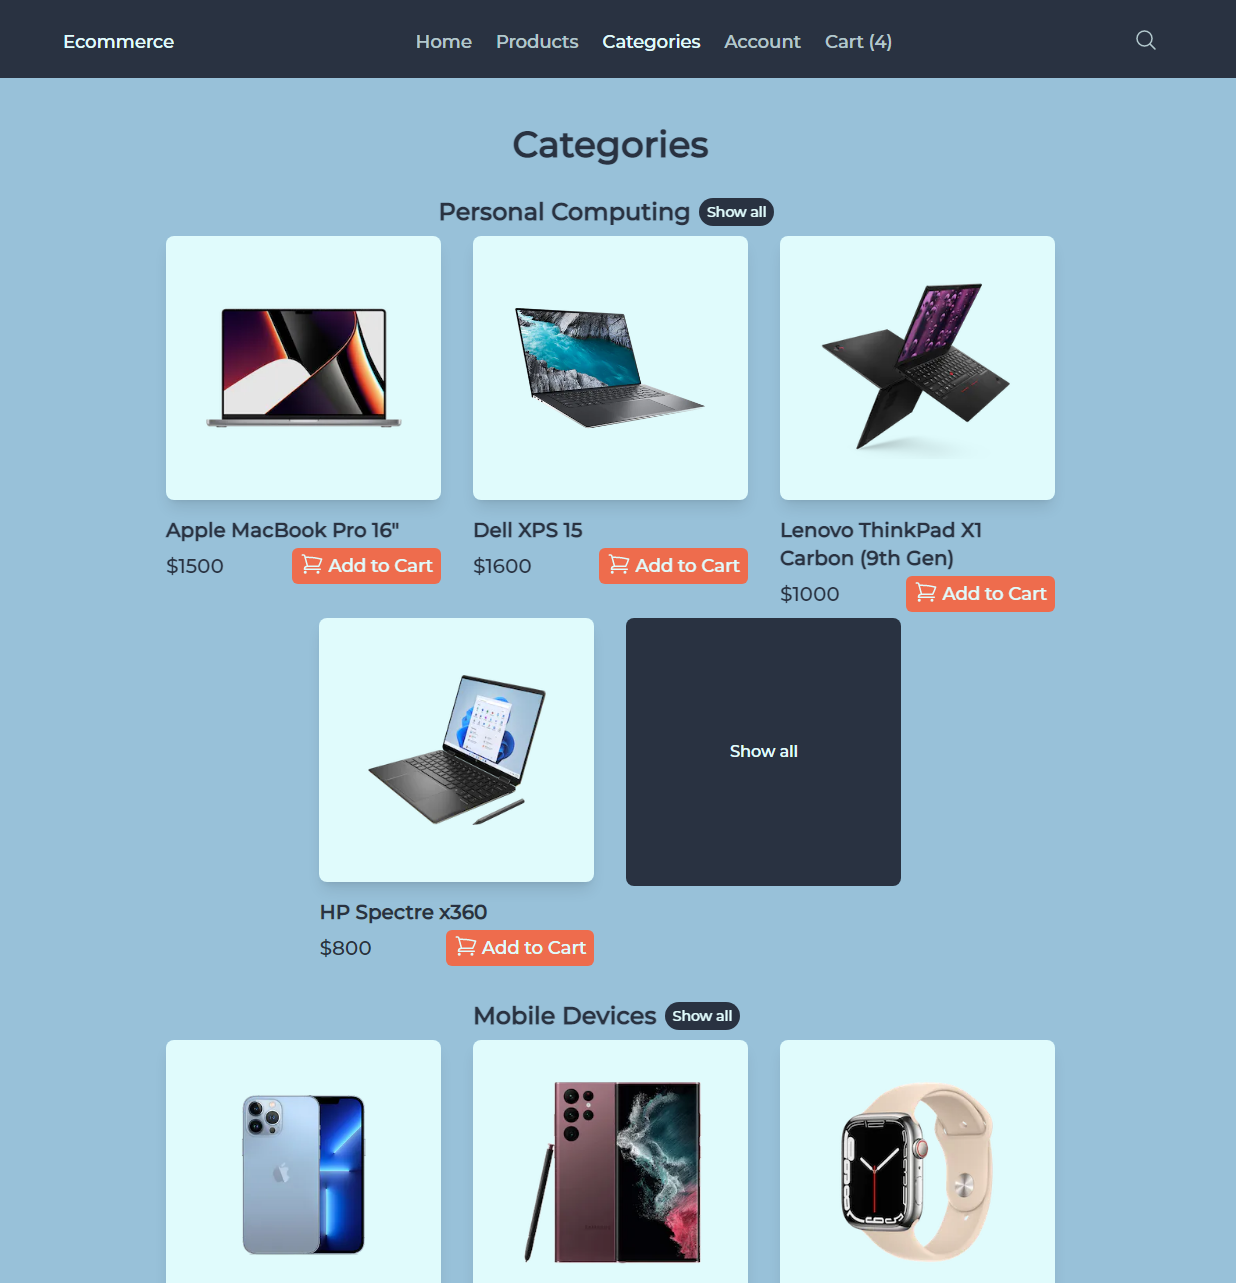 Ecommerce
Home
Products
Categories
Account
Cart (4)
Categories
Personal Computing
Show all
Apple MacBook Pro 16"
$1500
Add to Cart
Dell XPS 15
$1600
Add to Cart
Lenovo ThinkPad X1
Carbon (9th Gen)
$1000
Add to Cart
HP Spectre x360
$800
Add to Cart
Show all
Mobile Devices
Show all